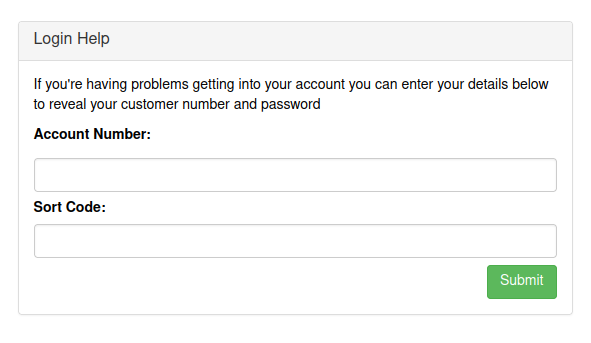 Login Help
If you're having problems getting into your account you can enter your details below
to reveal your customer number and password
Account Number:
Sort Code:
Submit